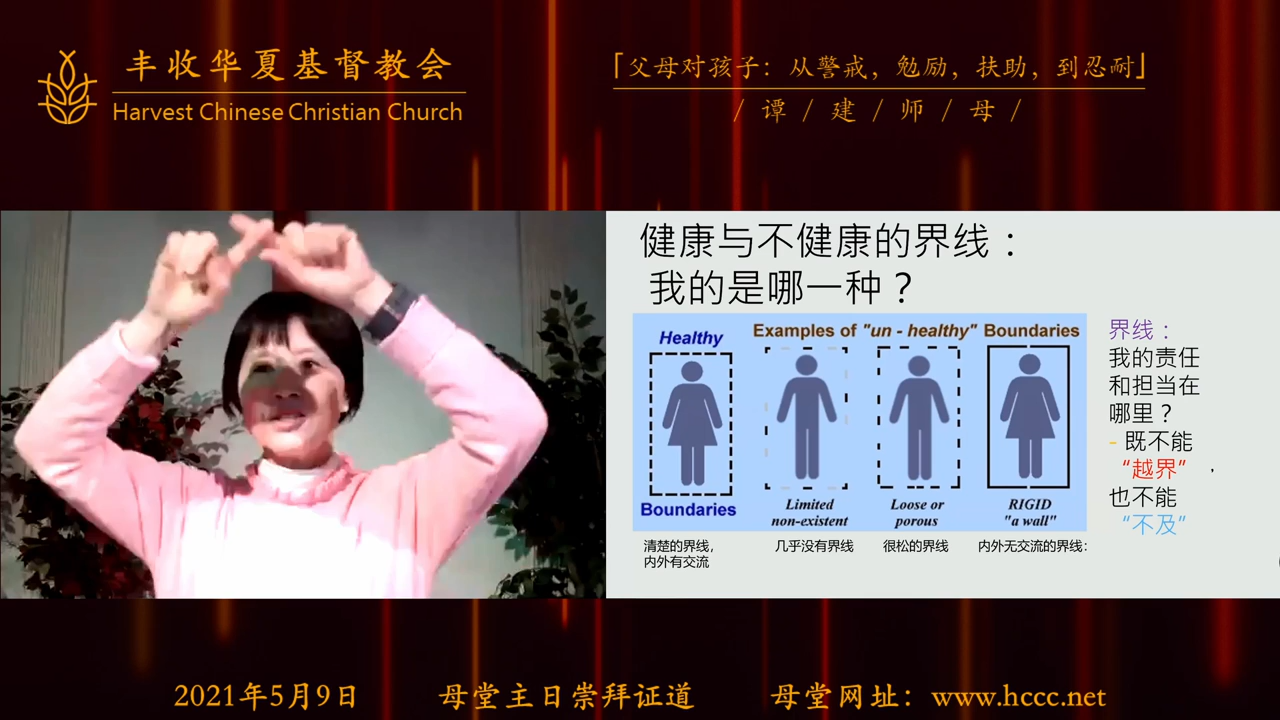 丰收华夏基督教会
Harvest Chinese Christian Church
「父母对孩子：从警戒，勉励，扶助，到忍耐」
/ 谭 / 建 / 师 / 母 /
健康与不健康的界线：
我的是哪一种？
Healthy
Boundaries
Examples of "un - healthy" Boundaries
Limited
non-existent
Loose or
porous
RIGID
"a wall"
清楚的界线，
内外有交流
几乎没有界线
很松的界线
内外无交流的界线：
界线：
我的责任
和担当在
哪里？
- 既不能
“越界”，
也不能
“不及”
2021年5月9日
母堂主日崇拜证道
母堂网址：www.hccc.net